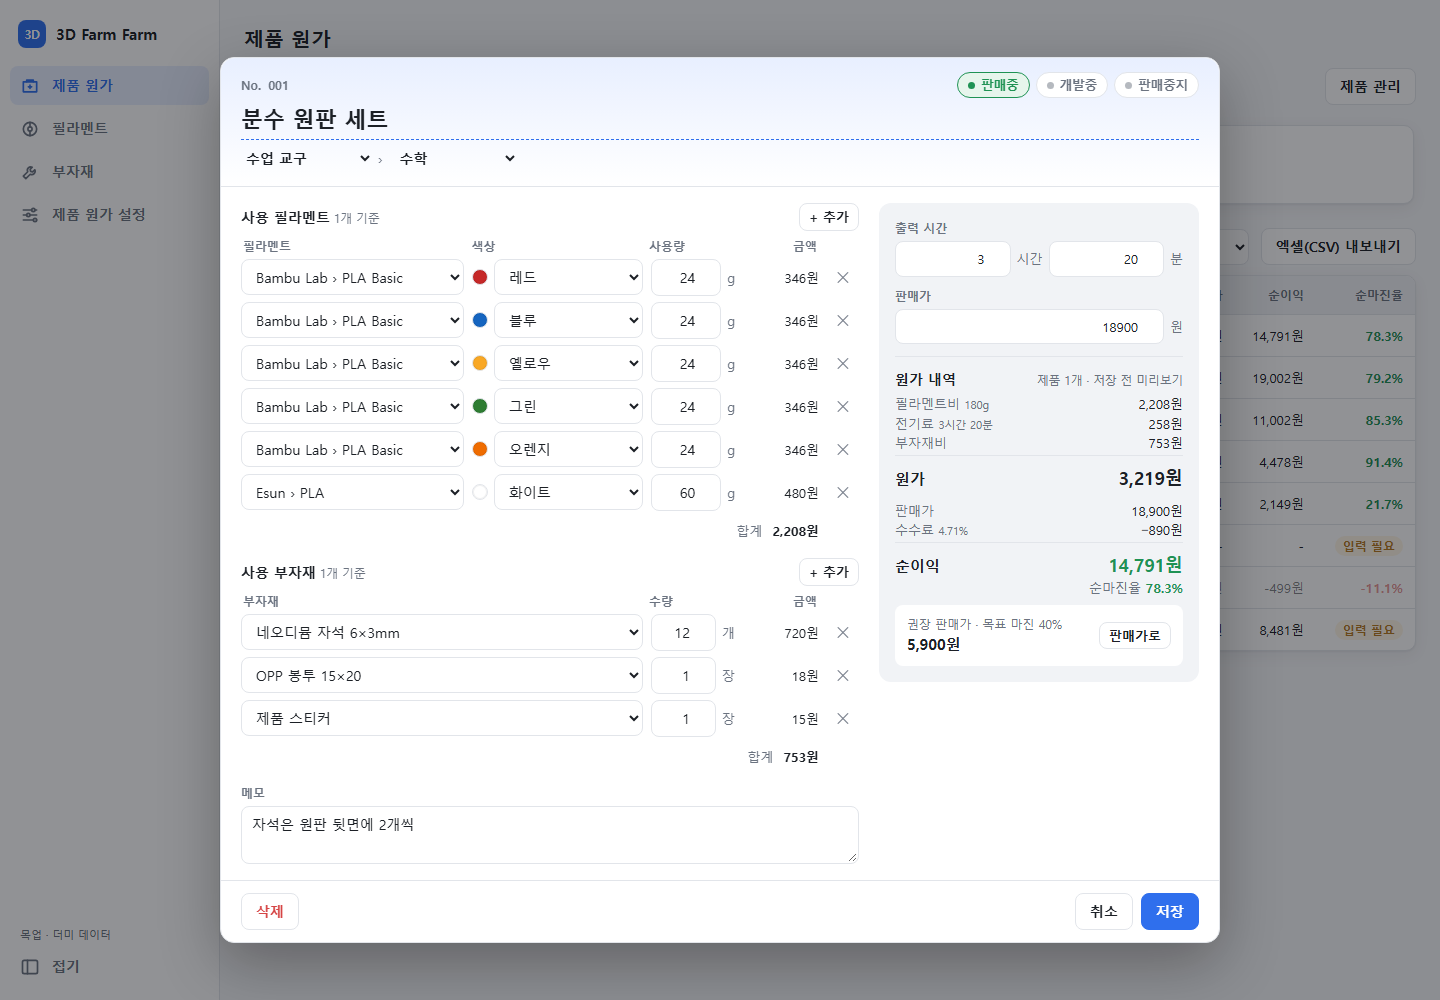 3D 3D Farm Farm
제품 원가
필라멘트
부자재
제품 원가 설정
목업 · 더미 데이터
접기
제품 원가
제품 관리
엑셀(CSV) 내보내기
순이익 순마진율
14,791원 78.3%
19,002원 79.2%
11,002원 85.3%
4,478원 91.4%
2,149원 21.7%
- 입력 필요
-499원 -11.1%
8,481원 입력 필요
No. 001
판매중 개발중 판매중지
분수 원판 세트
수업 교구 › 수학
사용 필라멘트 1개 기준 + 추가
필라멘트 색상 사용량 금액
Bambu Lab › PLA Basic 레드 24 g 346원
Bambu Lab › PLA Basic 블루 24 g 346원
Bambu Lab › PLA Basic 옐로우 24 g 346원
Bambu Lab › PLA Basic 그린 24 g 346원
Bambu Lab › PLA Basic 오렌지 24 g 346원
Esun › PLA 화이트 60 g 480원
합계 2,208원
사용 부자재 1개 기준 + 추가
부자재 수량 금액
네오디뮴 자석 6×3mm 12 개 720원
OPP 봉투 15×20 1 장 18원
제품 스티커 1 장 15원
합계 753원
메모
자석은 원판 뒷면에 2개씩
출력 시간
3 시간 20 분
판매가
18900 원
원가 내역 제품 1개 · 저장 전 미리보기
필라멘트비 180g 2,208원
전기료 3시간 20분 258원
부자재비 753원
원가 3,219원
판매가 18,900원
수수료 4.71% −890원
순이익 14,791원
순마진율 78.3%
권장 판매가 · 목표 마진 40%
5,900원 판매가로
삭제 취소 저장